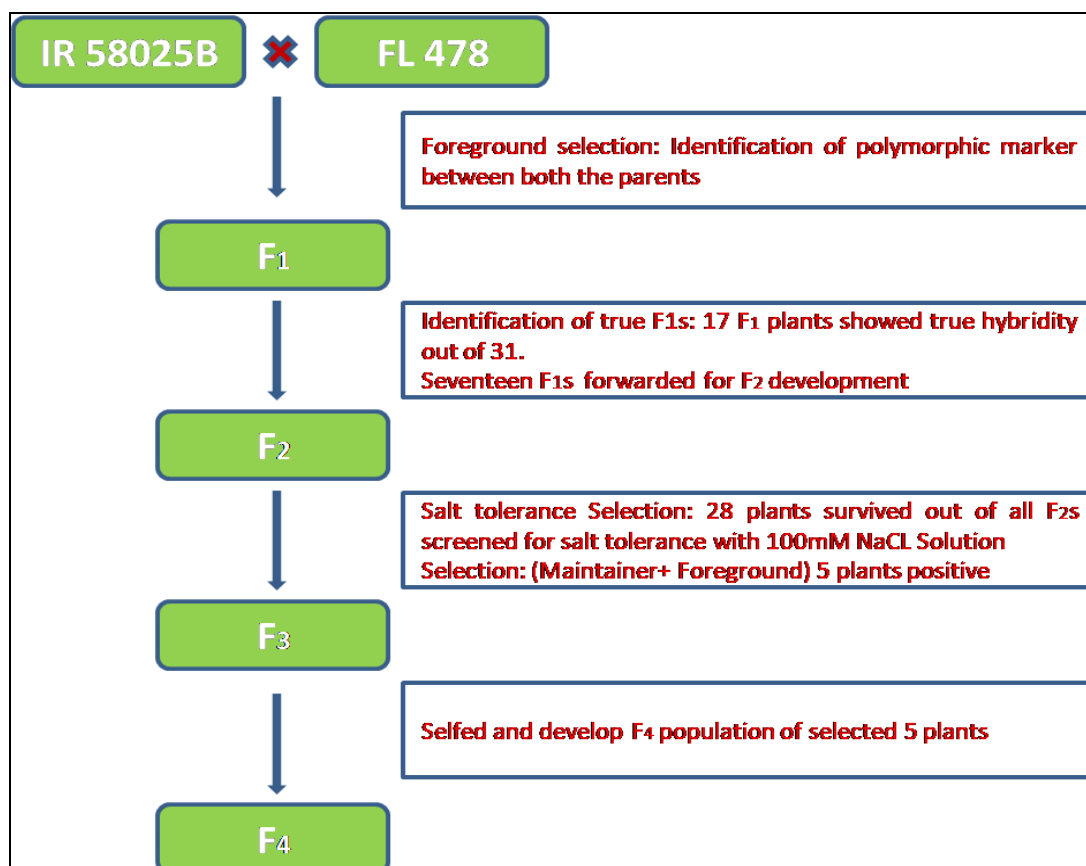 IR 58025B
FL 478
Foreground selection: Identification of polymorphic marker
between both the parents
F1
Identification of true F1s: 17 F1 plants showed true hybridity
out of 31.
Seventeen F1s forwarded for F2 development
F2
Salt tolerance Selection: 28 plants survived out of all F2s
screened for salt tolerance with 100mM NaCL Solution
Selection: (Maintainer+ Foreground) 5 plants positive
F3
Selfed and develop F4 population of selected 5 plants
F4